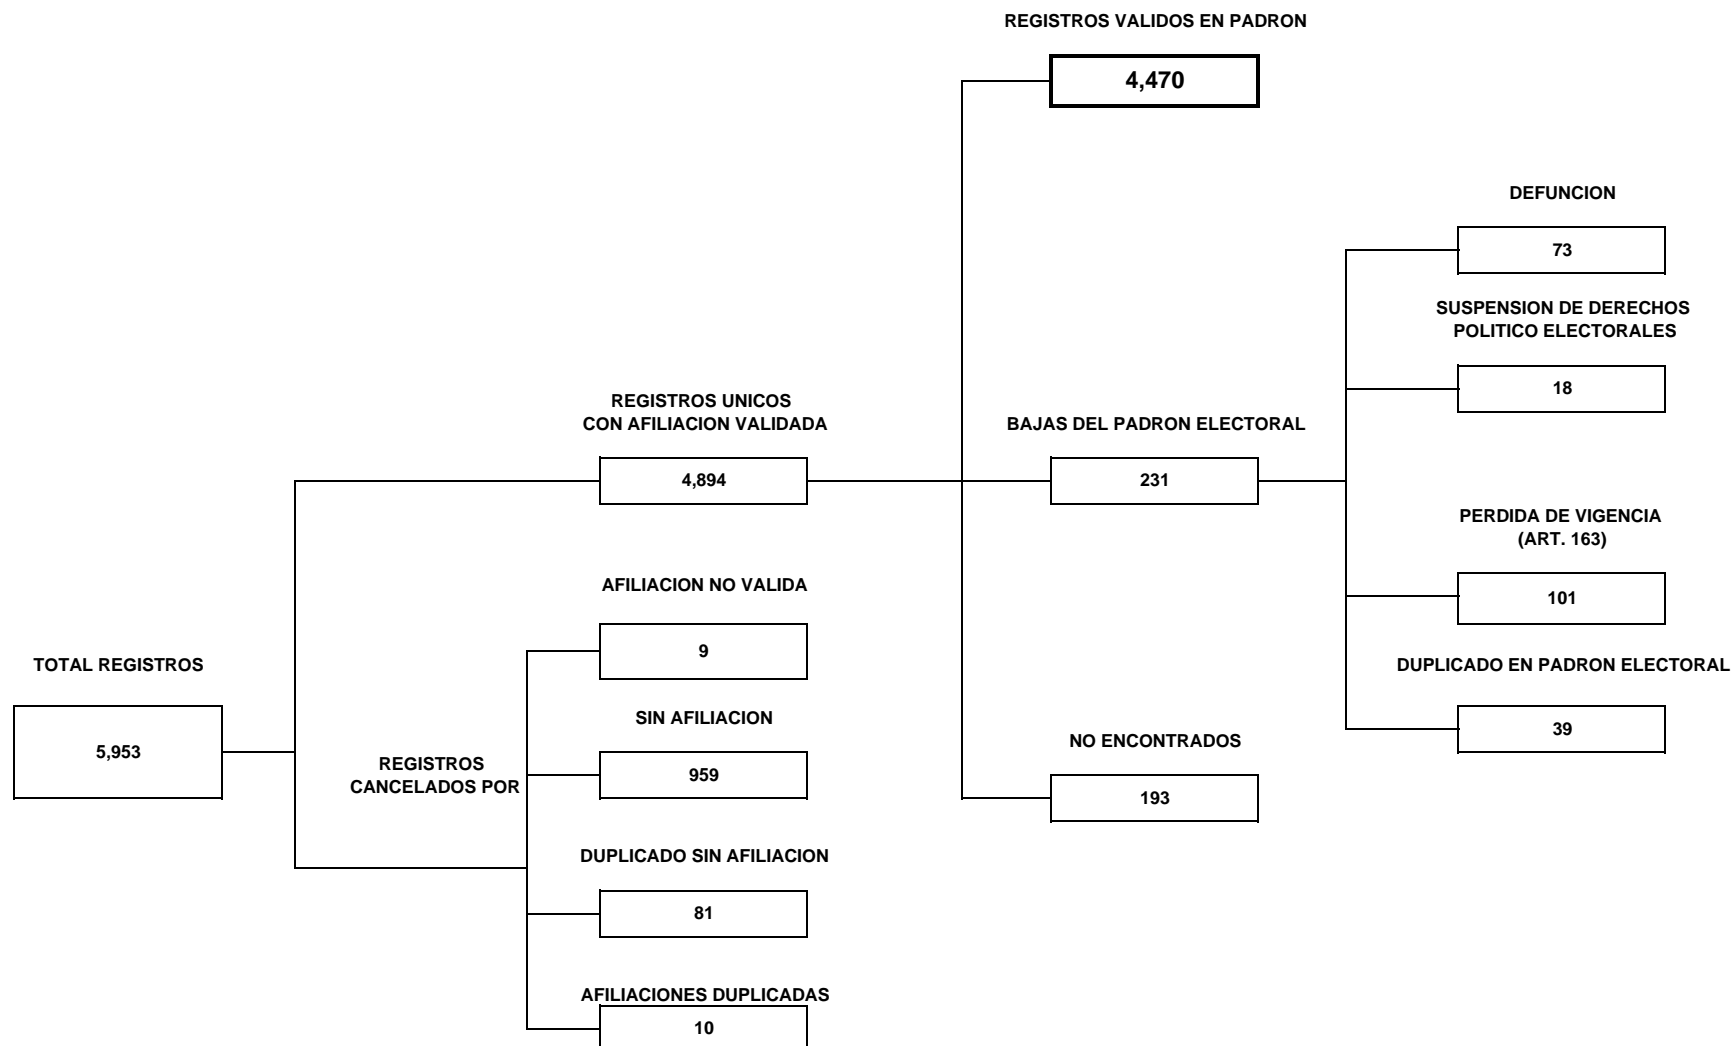 REGISTROS VALIDOS EN PADRON
4,470
DEFUNCION
73
SUSPENSION DE DERECHOS
POLITICO ELECTORALES
18
REGISTROS UNICOS
CON AFILIACION VALIDADA
4,894
BAJAS DEL PADRON ELECTORAL
231
PERDIDA DE VIGENCIA
(ART. 163)
101
AFILIACION NO VALIDA
9
TOTAL REGISTROS
5,953
DUPLICADO EN PADRON ELECTORAL
39
SIN AFILIACION
959
REGISTROS
CANCELADOS POR
NO ENCONTRADOS
193
DUPLICADO SIN AFILIACION
81
AFILIACIONES DUPLICADAS
10